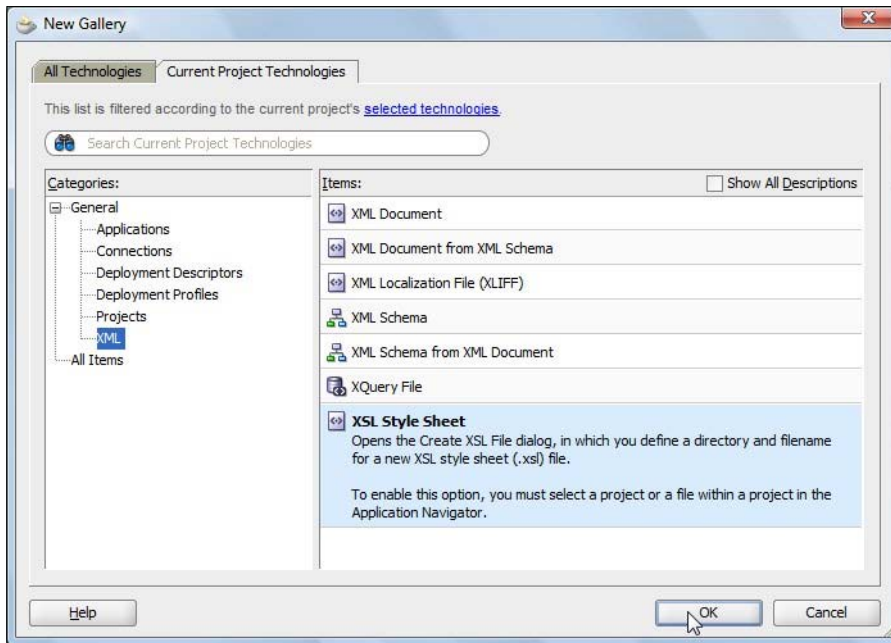 New Gallery
All Technologies
Current Project Technologies
This list is filtered according to the current project's selected technologies.
Search Current Project Technologies
Categories:
General
Applications
Connections
Deployment Descriptors
Deployment Profiles
Projects
XML
All Items
Items:
Show All Descriptions
XML Document
XML Document from XML Schema
XML Localization File (XLIFF)
XML Schema
XML Schema from XML Document
XQuery File
XSL Style Sheet
Opens the Create XSL File dialog, in which you define a directory and filename
for a new XSL style sheet (.xsl) file.
To enable this option, you must select a project or a file within a project in the
Application Navigator.
Help
OK
Cancel